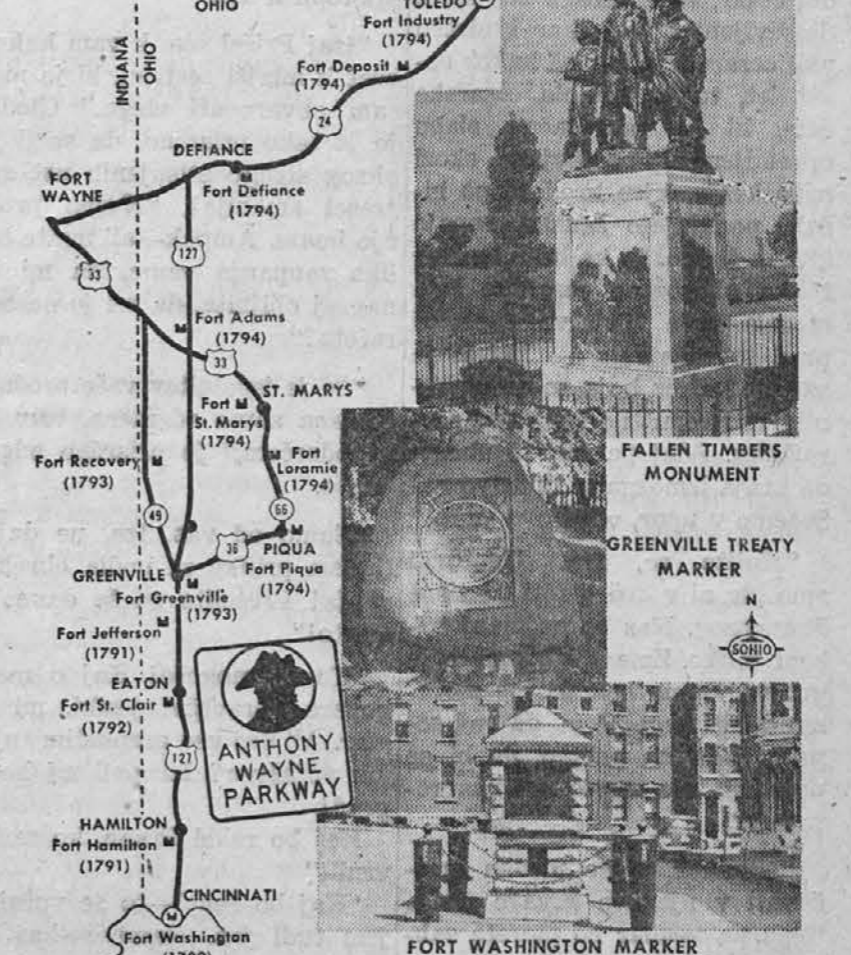 OHIO
INDIANA
OHIO
TOLEDO
Fort Industry
(1794)
Fort Deposit
(1794)
24
DEFIANCE
Fort Defiance
(1794)
FORT
WAYNE
127
33
Fort Adams
(1794)
33
ST. MARYS
Fort
St. Marys
(1794)
Fort
Loramie
(1794)
Fort Recovery
(1793)
49
66
36
PIQUA
Fort Piqua
(1794)
GREENVILLE
Fort Greenville
(1793)
Fort Jefferson
(1791)
EATON
Fort St. Clair
(1792)
127
ANTHONY
WAYNE
PARKWAY
HAMILTON
Fort Hamilton
(1791)
CINCINNATI
Fort Washington
FALLEN TIMBERS
MONUMENT
GREENVILLE TREATY
MARKER
N
SOHIO
FORT WASHINGTON MARKER